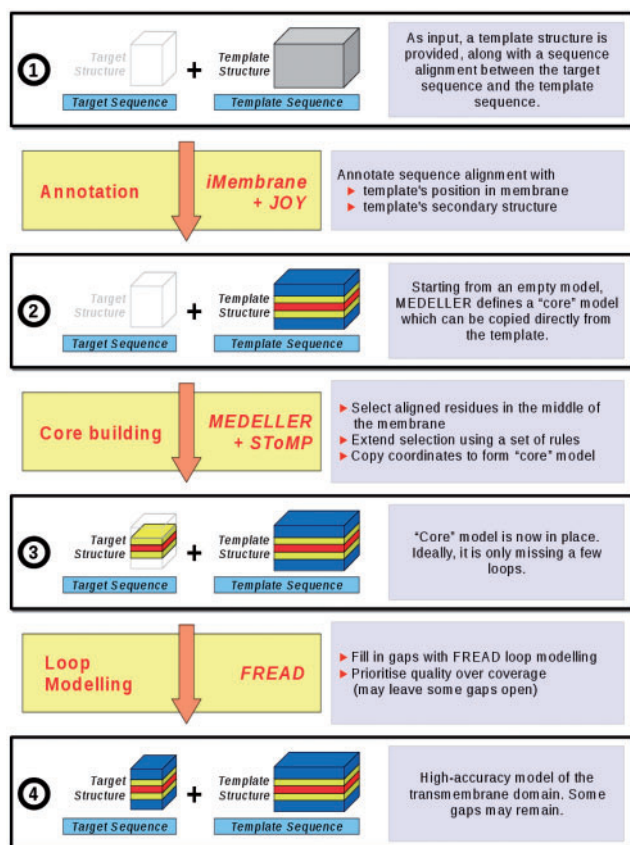 1
Target
Structure
+
Template
Structure
Target Sequence
Template Sequence
As input, a template structure is
provided, along with a sequence
alignment between the target
sequence and the template
sequence.
Annotation
iMembrane
+ JOY
Annotate sequence alignment with
template's position in membrane
template's secondary structure
2
Target
Structure
+
Template
Structure
Target Sequence
Template Sequence
Starting from an empty model,
MEDELLER defines a “core” model
which can be copied directly from
the template.
Core building
MEDELLER
+ SToMP
Select aligned residues in the middle of
the membrane
Extend selection using a set of rules
Copy coordinates to form “core” model
3
Target
Structure
+
Template
Structure
Target Sequence
Template Sequence
“Core” model is now in place.
Ideally, it is only missing a few
loops.
Loop
Modelling
FREAD
Fill in gaps with FREAD loop modelling
Prioritise quality over coverage
(may leave some gaps open)
4
Target
Structure
+
Template
Structure
Target Sequence
Template Sequence
High-accuracy model of the
transmembrane domain. Some
gaps may remain.